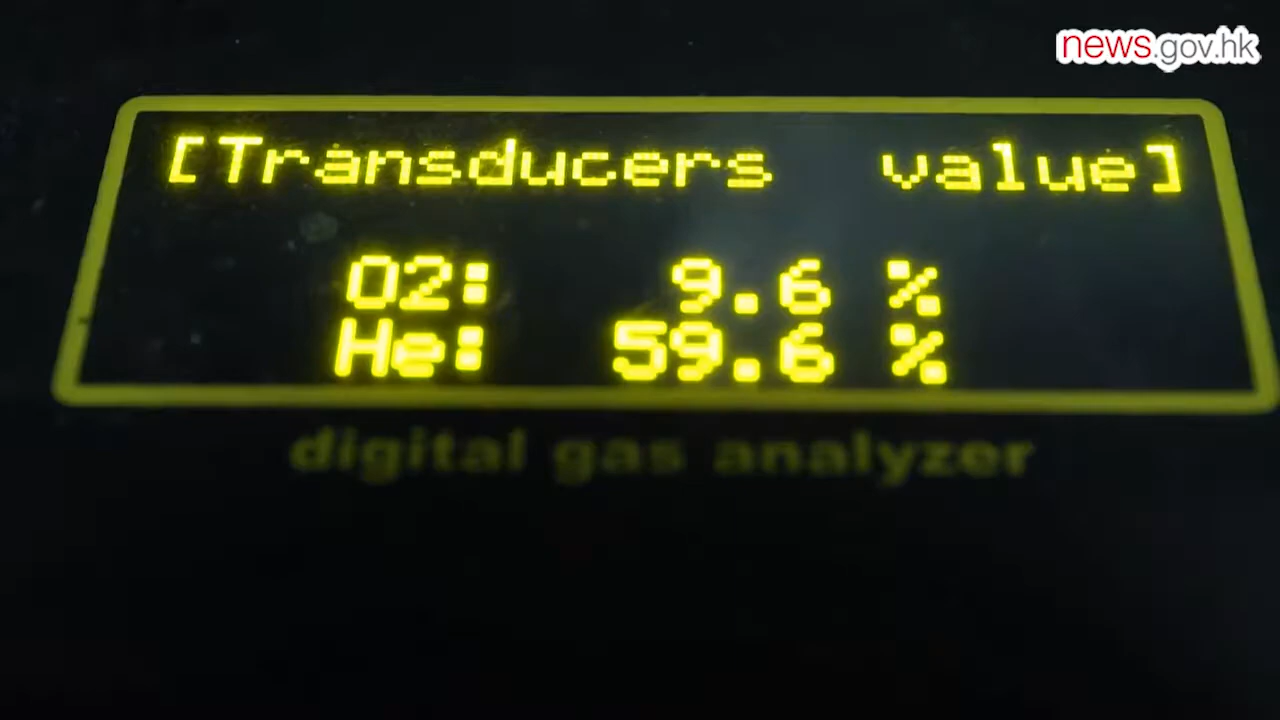 news.gov.hk
[Transducers value]
O2: 9.6 %
He: 59.6 %
digital gas analyzer